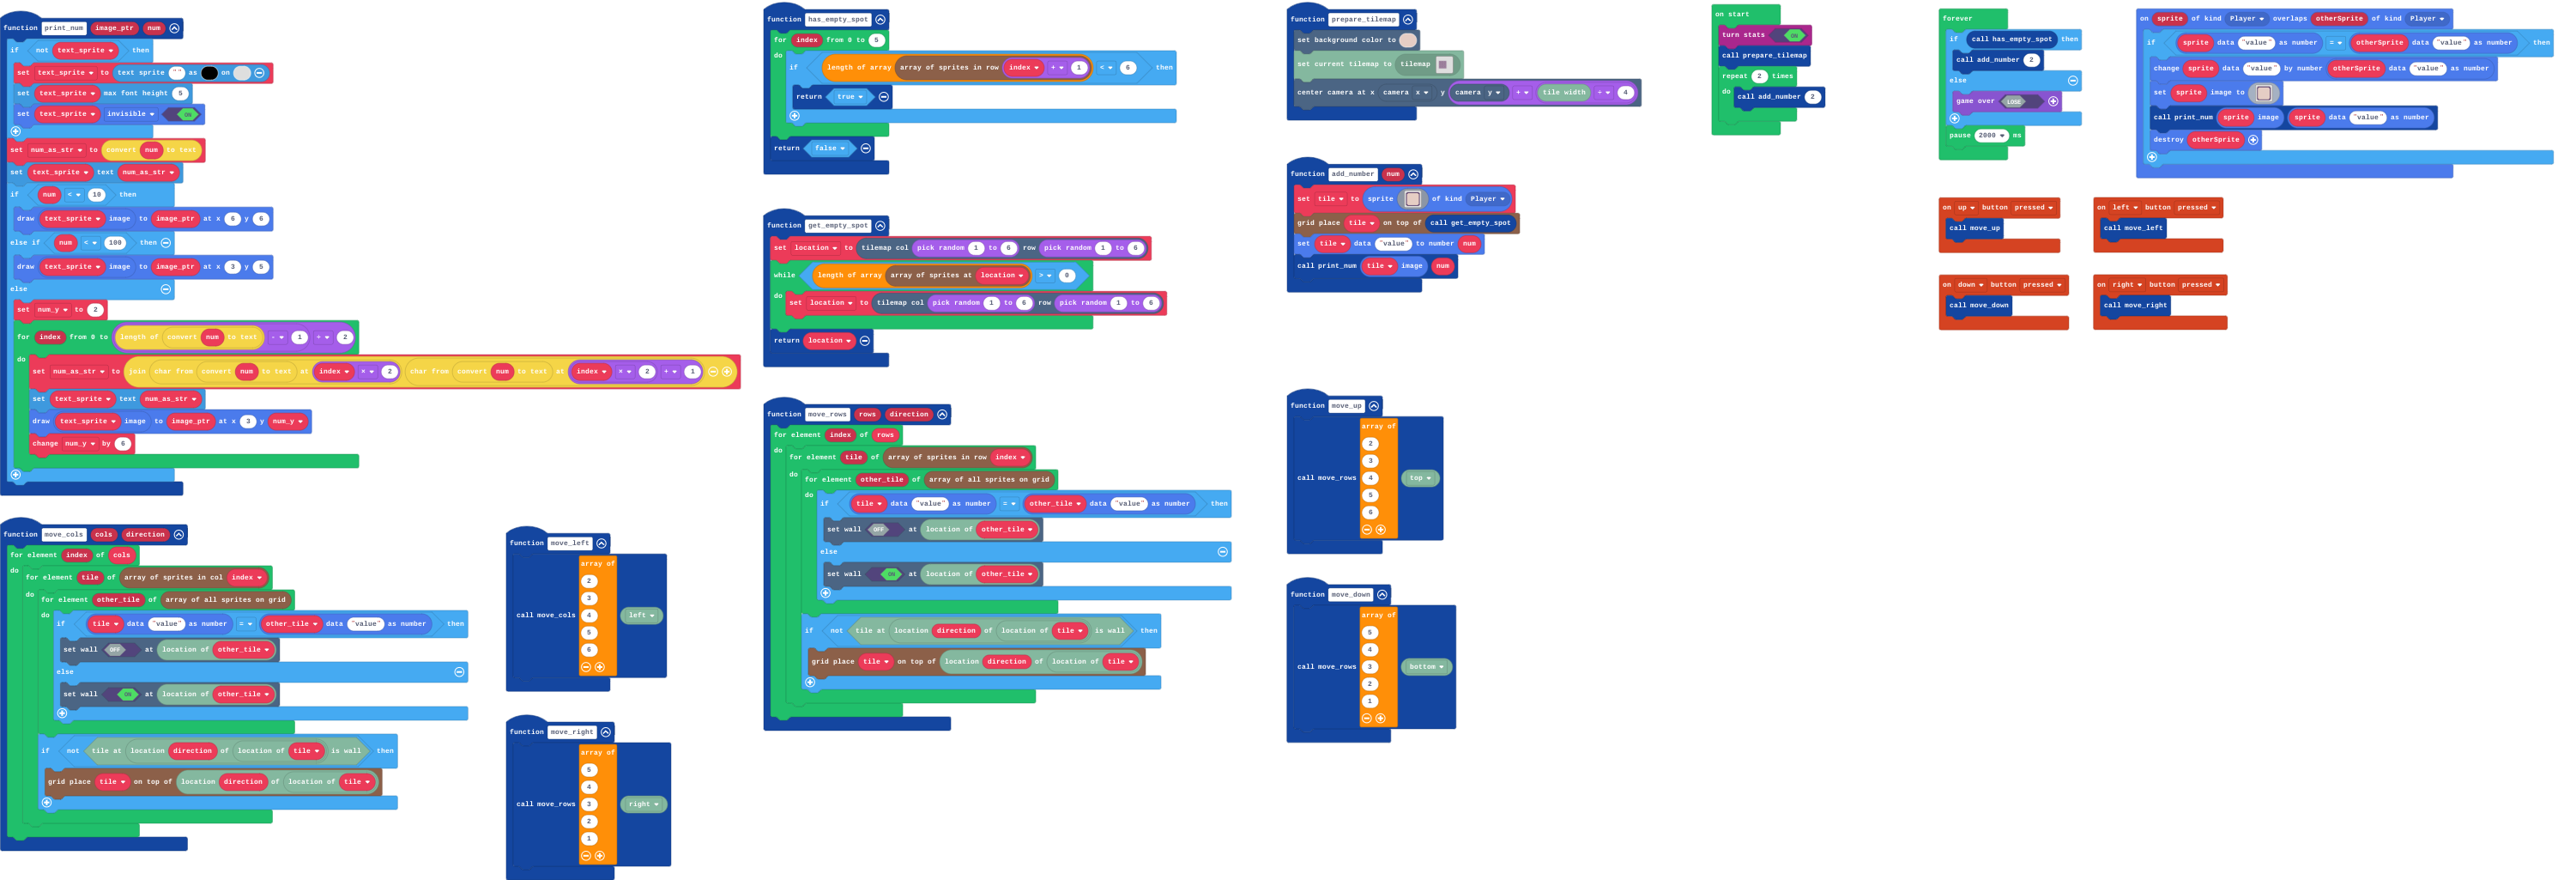 function print_num image_ptr num
if not text_sprite then
set text_sprite to text sprite "" as on
set text_sprite max font height 5
set text_sprite invisible ON
set num_as_str to convert num to text
set text_sprite text num_as_str
if num < 10 then
draw text_sprite image to image_ptr at x 6 y 6
else if num < 100 then
draw text_sprite image to image_ptr at x 3 y 5
else
set num_y to 2
for index from 0 to length of convert num to text - 1 ÷ 2
do
set num_as_str to join char from convert num to text at index × 2 char from convert num to text at index × 2 + 1
set text_sprite text num_as_str
draw text_sprite image to image_ptr at x 3 y num_y
change num_y by 6
function move_cols cols direction
for element index of cols
do
for element tile of array of sprites in col index
do
for element other_tile of array of all sprites on grid
do
if tile data "value" as number = other_tile data "value" as number then
set wall OFF at location of other_tile
else
set wall ON at location of other_tile
if not tile at location direction of location of tile is wall then
grid place tile on top of location direction of location of tile
function move_left
call move_cols
array of
2
3
4
5
6
left
function move_right
call move_rows
array of
5
4
3
2
1
right
function has_empty_spot
for index from 0 to 5
do
if length of array array of sprites in row index + 1 < 6 then
return true
return false
function get_empty_spot
set location to tilemap col pick random 1 to 6 row pick random 1 to 6
while length of array array of sprites at location > 0
do
set location to tilemap col pick random 1 to 6 row pick random 1 to 6
return location
function move_rows rows direction
for element index of rows
do
for element tile of array of sprites in row index
do
for element other_tile of array of all sprites on grid
do
if tile data "value" as number = other_tile data "value" as number then
set wall OFF at location of other_tile
else
set wall ON at location of other_tile
if not tile at location direction of location of tile is wall then
grid place tile on top of location direction of location of tile
function prepare_tilemap
set background color to
set current tilemap to tilemap
center camera at x camera x y camera y + tile width ÷ 4
function add_number num
set tile to sprite of kind Player
grid place tile on top of call get_empty_spot
set tile data "value" to number num
call print_num tile image num
function move_up
call move_rows
array of
2
3
4
5
6
top
function move_down
call move_rows
array of
5
4
3
2
1
bottom
on start
turn stats ON
call prepare_tilemap
repeat 2 times
do
call add_number 2
forever
if call has_empty_spot then
call add_number 2
else
game over LOSE
pause 2000 ms
on sprite of kind Player overlaps otherSprite of kind Player
if sprite data "value" as number = otherSprite data "value" as number then
change sprite data "value" by number otherSprite data "value" as number
set sprite image to
call print_num sprite image sprite data "value" as number
destroy otherSprite
on up button pressed
call move_up
on left button pressed
call move_left
on down button pressed
call move_down
on right button pressed
call move_right